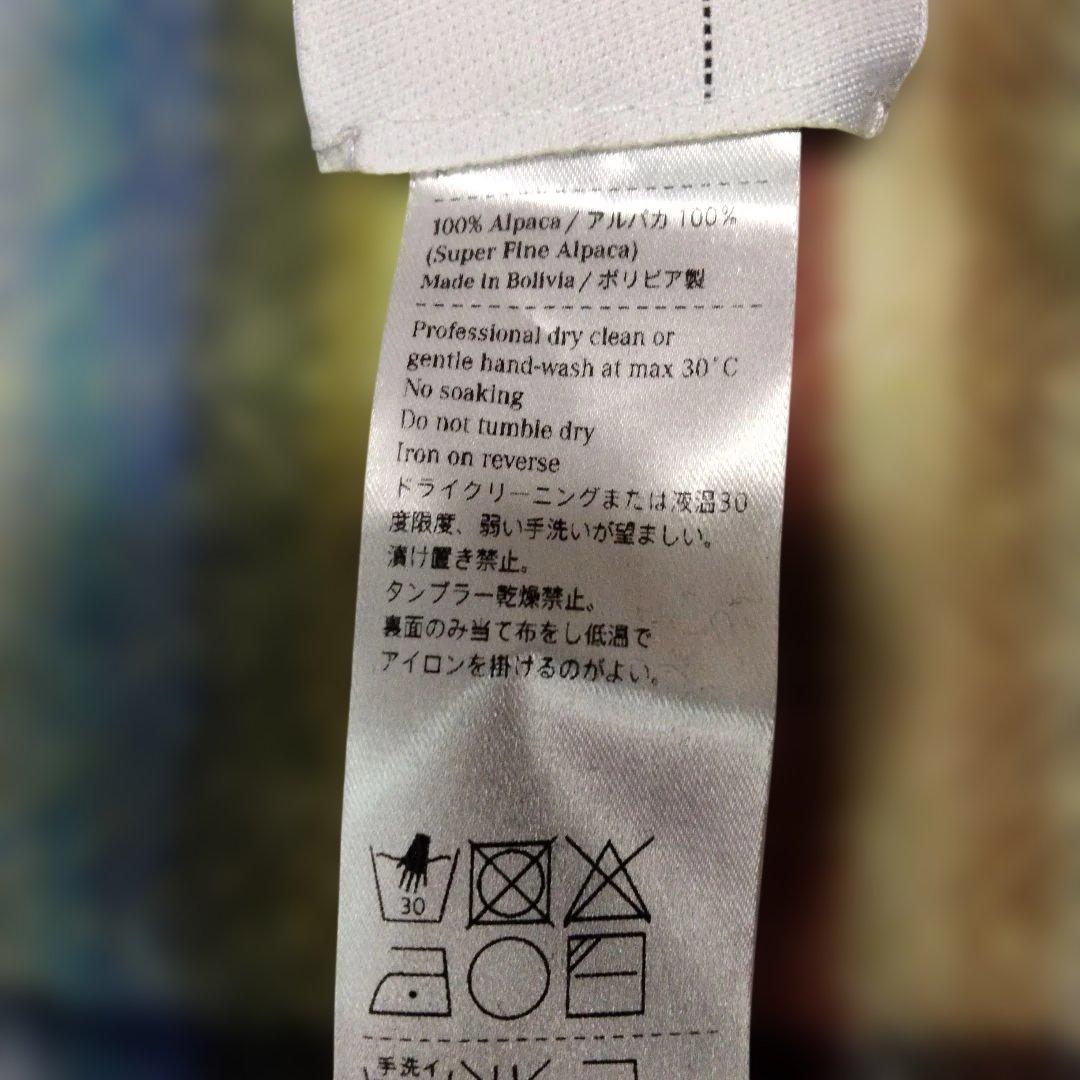 100% Alpaca / アルパカ 100%
(Super Fine Alpaca)
Made in Bolivia / ボリビア製
Professional dry clean or
gentle hand-wash at max 30°C
No soaking
Do not tumble dry
Iron on reverse
ドライクリーニングまたは液温30
度限度、弱い手洗いが望ましい。
漬け置き禁止。
タンブラー乾燥禁止。
裏面のみ当て布をし低温で
アイロンを掛けるのがよい。
30
手洗イ